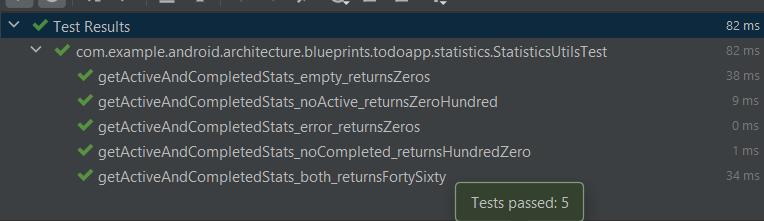 Test Results 82 ms
com.example.android.architecture.blueprints.todoapp.statistics.StatisticsUtilsTest 82 ms
getActiveAndCompletedStats_empty_returnsZeros 38 ms
getActiveAndCompletedStats_noActive_returnsZeroHundred 9 ms
getActiveAndCompletedStats_error_returnsZeros 0 ms
getActiveAndCompletedStats_noCompleted_returnsHundredZero 1 ms
getActiveAndCompletedStats_both_returnsFortySixty 34 ms
Tests passed: 5